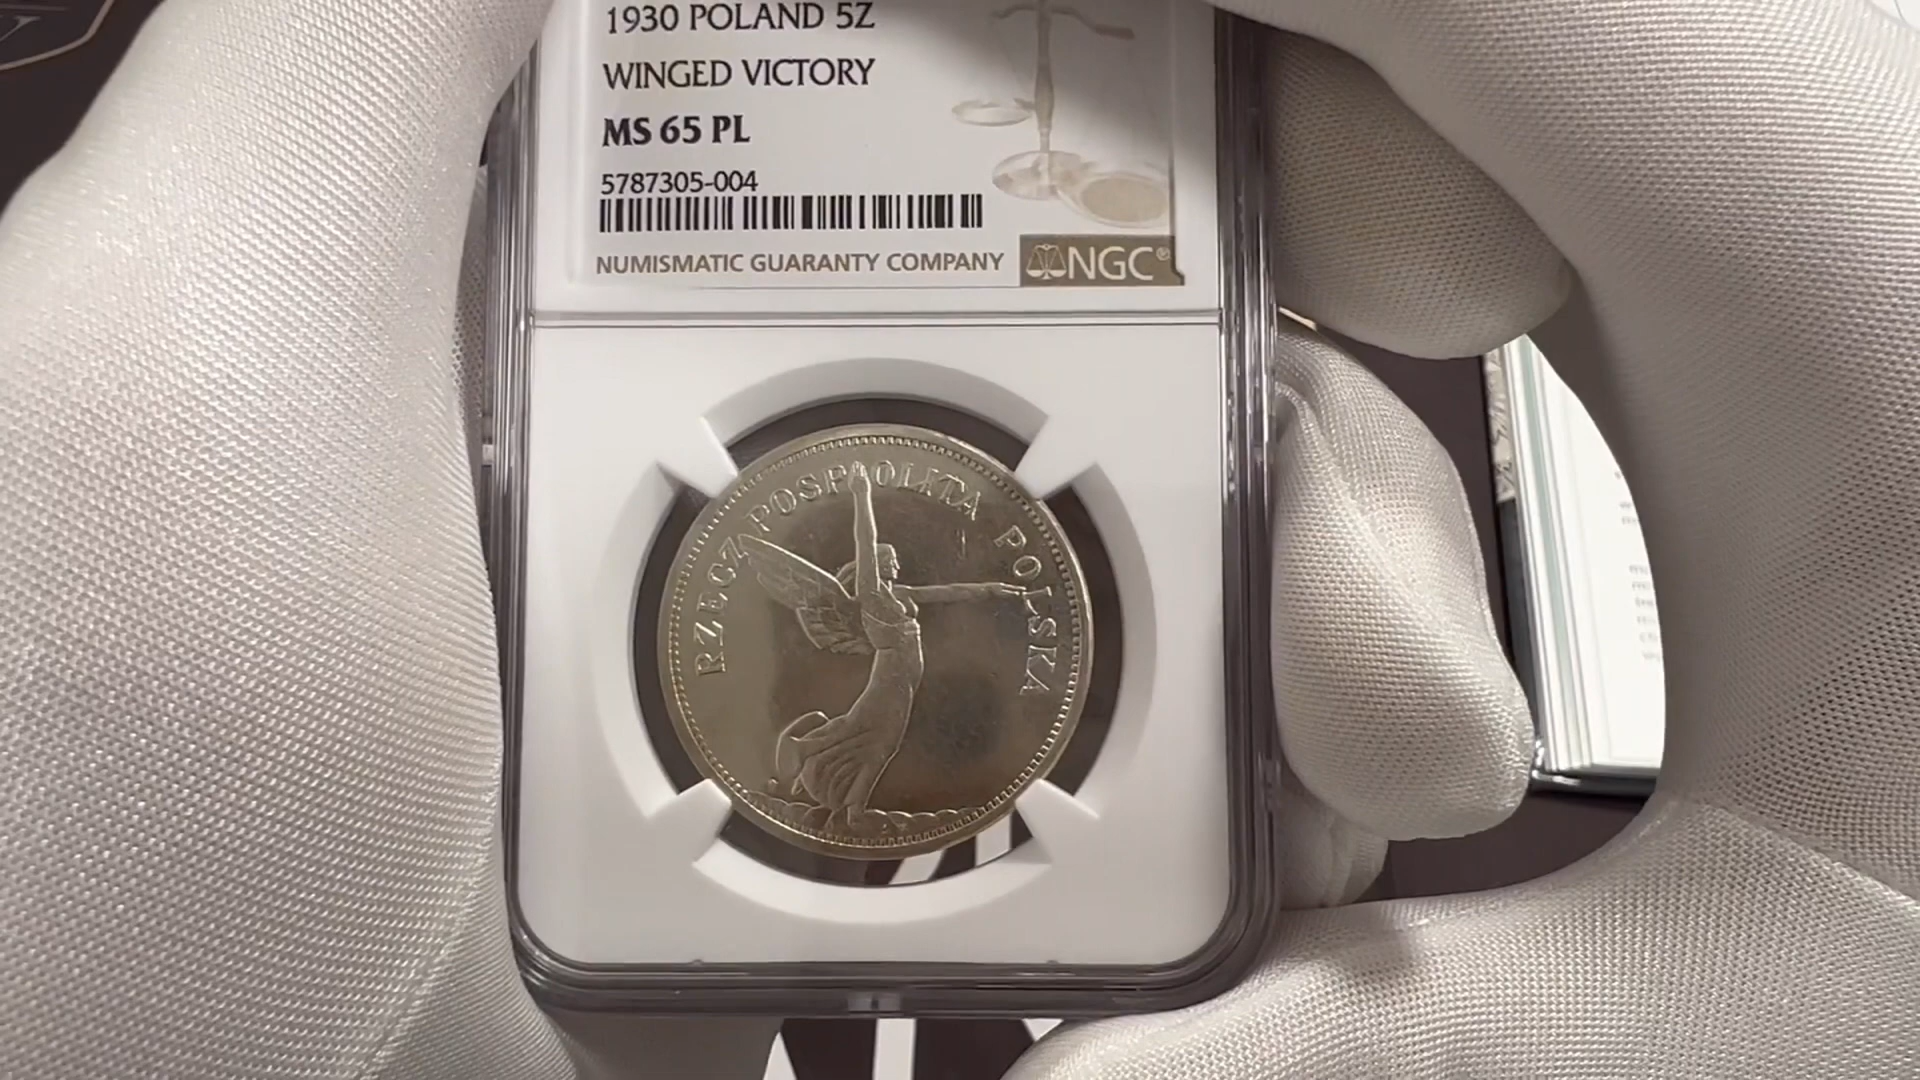 1930 POLAND 5Z
WINGED VICTORY
MS 65 PL
5787305-004
NUMISMATIC GUARANTY COMPANY
NGC®
RZECZPOSPOLITA POLSKA